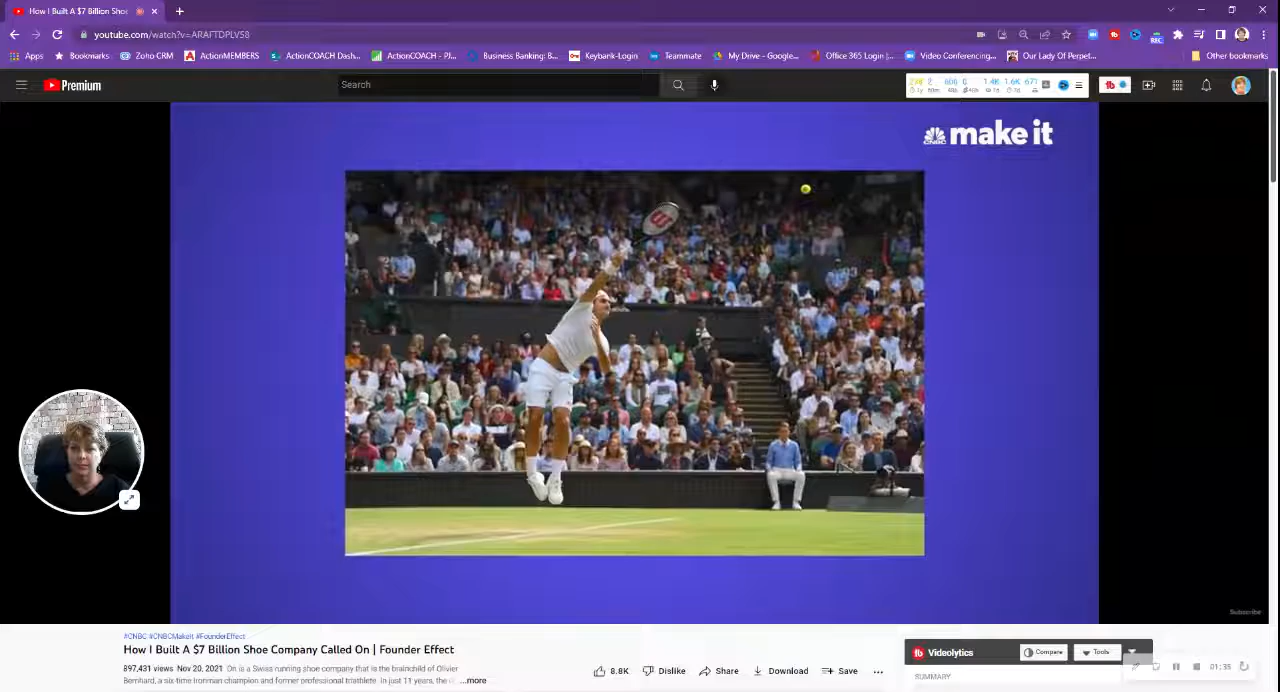 How I Built A $7 Billion Shoe
youtube.com/watch?v=ARAFTDPLV58
Apps Bookmarks Zoho CRM ActionMEMBERS ActionCOACH Dash... ActionCOACH - PJ... Business Banking: B... Keybank-Login Teammate My Drive - Google... Office 365 Login |... Video Conferencing... Our Lady Of Perpet... Other bookmarks
Premium
Search
CNBC make it
Subscribe
#CNBC #CNBCMakeIt #FounderEffect
How I Built A $7 Billion Shoe Company Called On | Founder Effect
897,431 views Nov 20, 2021 On is a Swiss running shoe company that is the brainchild of Olivier
Bernhard, a six-time Ironman champion and former professional triathlete. In just 11 years, the ...more
8.8K Dislike Share Download Save
Videolytics Compare Tools
SUMMARY
01:35